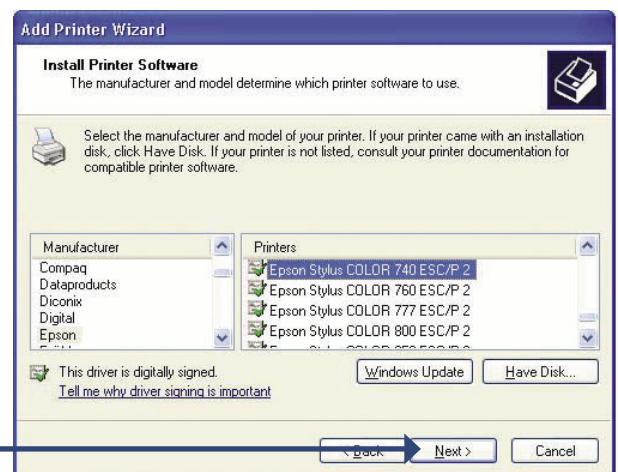 Add Printer Wizard
Install Printer Software
The manufacturer and model determine which printer software to use.
Select the manufacturer and model of your printer. If your printer came with an installation
disk, click Have Disk. If your printer is not listed, consult your printer documentation for
compatible printer software.
Manufacturer
Compaq
Dataproducts
Diconix
Digital
Epson
Printers
Epson Stylus COLOR 740 ESC/P 2
Epson Stylus COLOR 760 ESC/P 2
Epson Stylus COLOR 777 ESC/P 2
Epson Stylus COLOR 800 ESC/P 2
This driver is digitally signed.
Tell me why driver signing is important
Windows Update
Have Disk...
< Back
Next >
Cancel